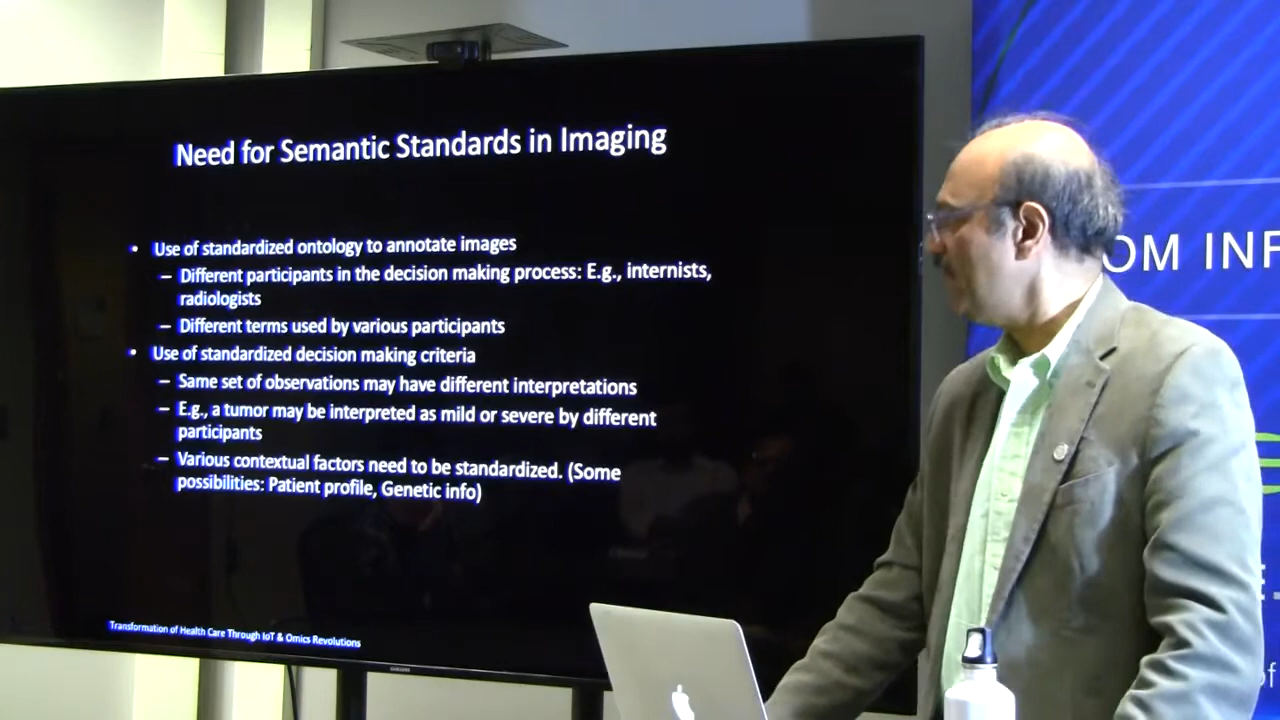 Need for Semantic Standards in Imaging
• Use of standardized ontology to annotate images
– Different participants in the decision making process: E.g., internists,
radiologists
– Different terms used by various participants
• Use of standardized decision making criteria
– Same set of observations may have different interpretations
– E.g., a tumor may be interpreted as mild or severe by different
participants
– Various contextual factors need to be standardized. (Some
possibilities: Patient profile, Genetic info)
Transformation of Health Care Through IoT & Omics Revolutions
SAMSUNG
OM INF
of